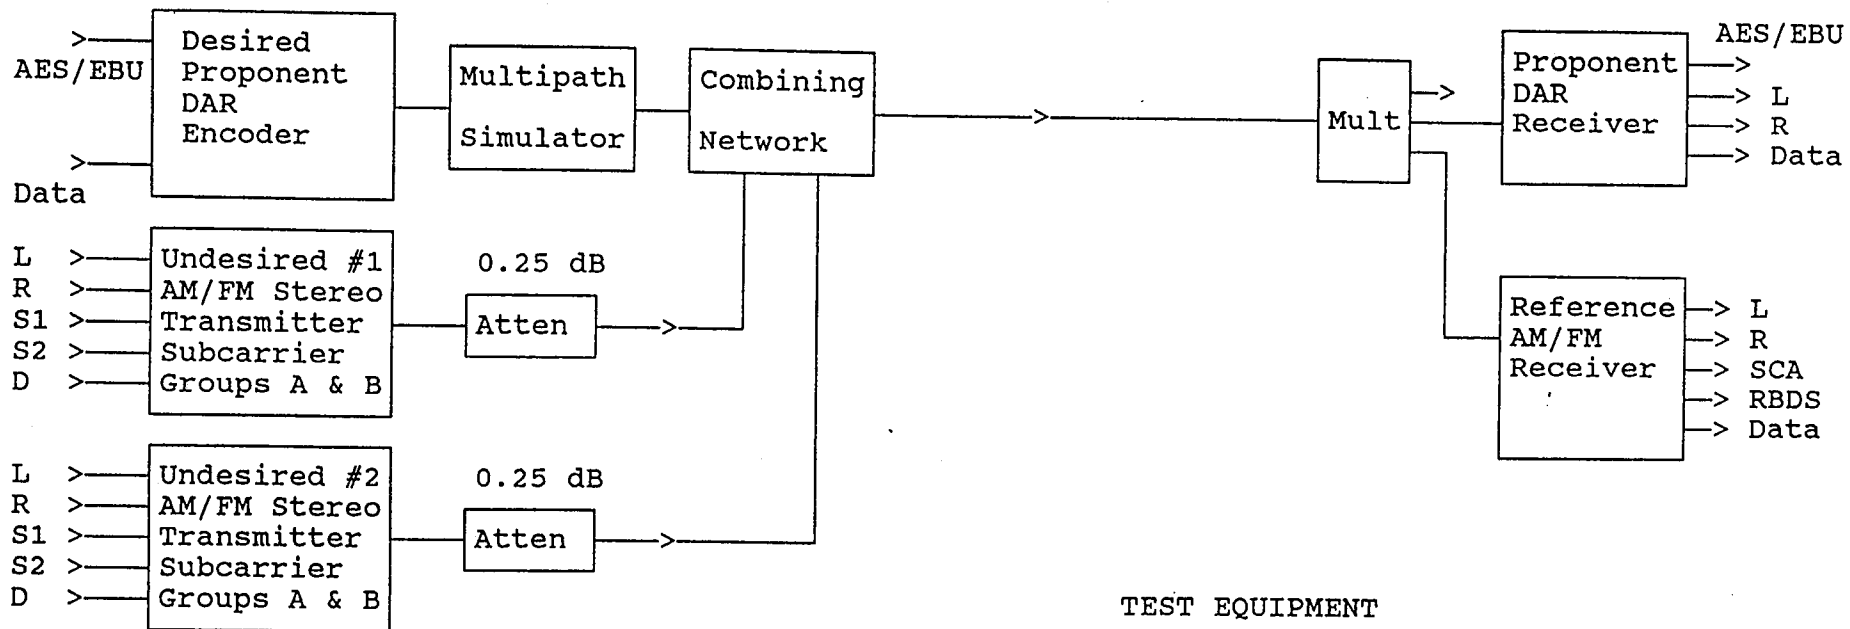 AES/EBU
Data
Desired
Proponent
DAR
Encoder
Multipath
Simulator
Combining
Network
Mult
Proponent
DAR
Receiver
AES/EBU
L
R
Data
L
R
S1
S2
D
Undesired #1
AM/FM Stereo
Transmitter
Subcarrier
Groups A & B
0.25 dB
Atten
Reference
AM/FM
Receiver
L
R
SCA
RBDS
Data
L
R
S1
S2
D
Undesired #2
AM/FM Stereo
Transmitter
Subcarrier
Groups A & B
0.25 dB
Atten
TEST EQUIPMENT